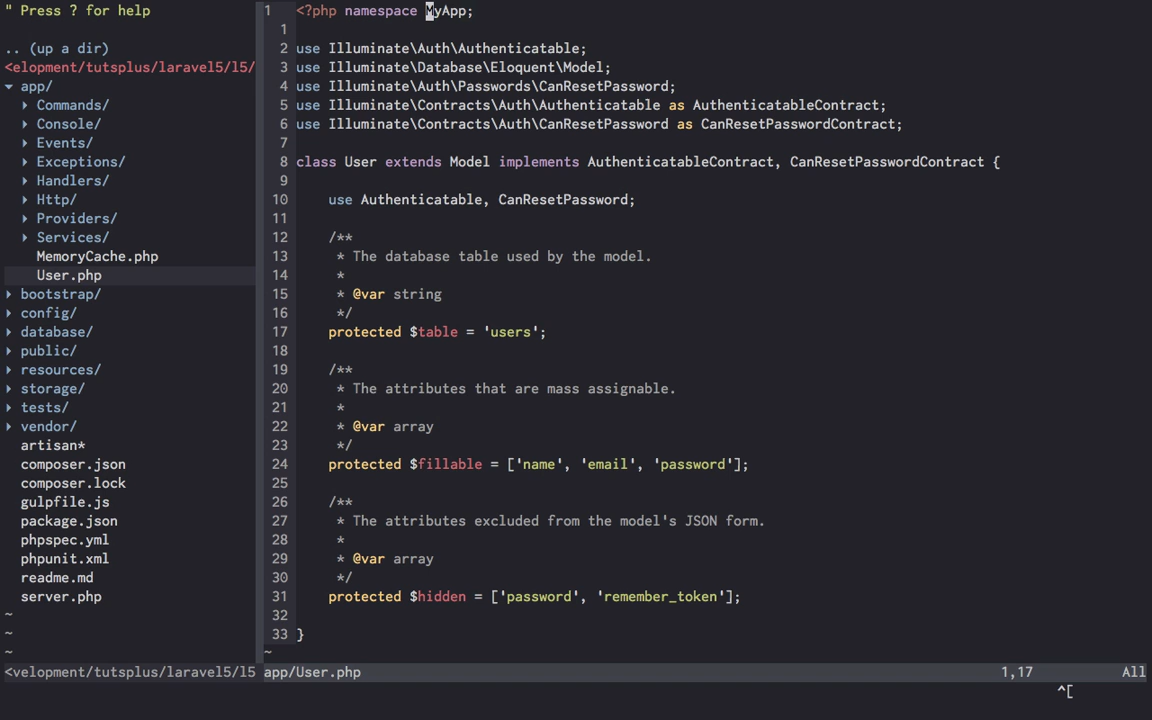 " Press ? for help
.. (up a dir)
<elopment/tutsplus/laravel5/l5/
▾ app/
▸ Commands/
▸ Console/
▸ Events/
▸ Exceptions/
▸ Handlers/
▸ Http/
▸ Providers/
▸ Services/
MemoryCache.php
User.php
▸ bootstrap/
▸ config/
▸ database/
▸ public/
▸ resources/
▸ storage/
▸ tests/
▸ vendor/
artisan*
composer.json
composer.lock
gulpfile.js
package.json
phpspec.yml
phpunit.xml
readme.md
server.php
~
~
~
<velopment/tutsplus/laravel5/l5
1 <?php namespace MyApp;
1
2 use Illuminate\Auth\Authenticatable;
3 use Illuminate\Database\Eloquent\Model;
4 use Illuminate\Auth\Passwords\CanResetPassword;
5 use Illuminate\Contracts\Auth\Authenticatable as AuthenticatableContract;
6 use Illuminate\Contracts\Auth\CanResetPassword as CanResetPasswordContract;
7
8 class User extends Model implements AuthenticatableContract, CanResetPasswordContract {
9
10 use Authenticatable, CanResetPassword;
11
12 /**
13 * The database table used by the model.
14 *
15 * @var string
16 */
17 protected $table = 'users';
18
19 /**
20 * The attributes that are mass assignable.
21 *
22 * @var array
23 */
24 protected $fillable = ['name', 'email', 'password'];
25
26 /**
27 * The attributes excluded from the model's JSON form.
28 *
29 * @var array
30 */
31 protected $hidden = ['password', 'remember_token'];
32
33 }
~
app/User.php 1,17 All
^[